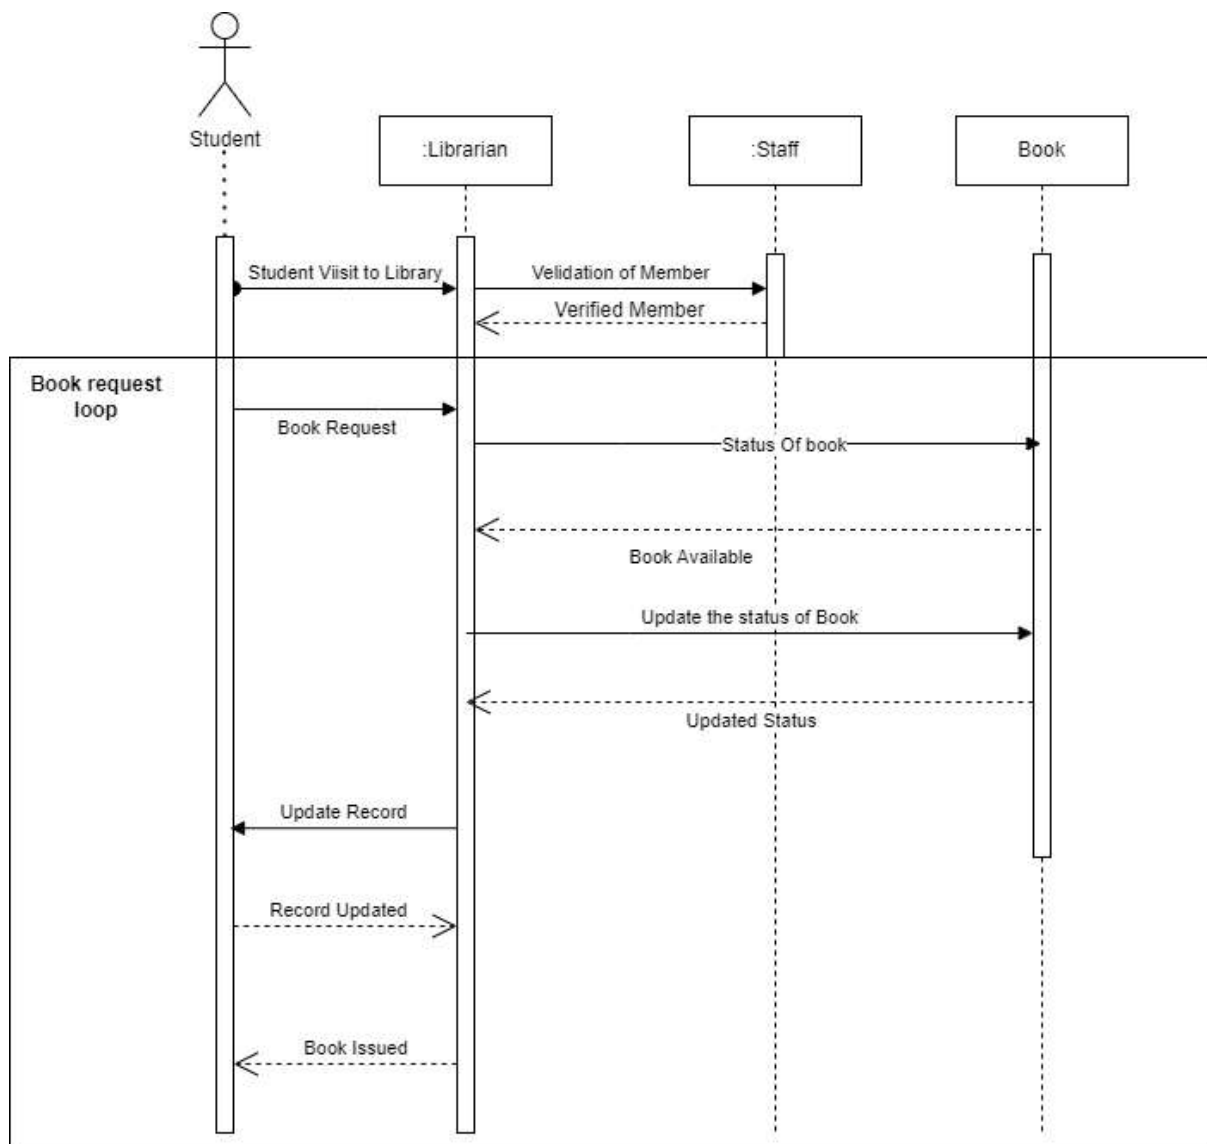 Student
:Librarian
:Staff
Book
Student Viisit to Library
Velidation of Member
Verified Member
Book request
loop
Book Request
Status Of book
Book Available
Update the status of Book
Updated Status
Update Record
Record Updated
Book Issued